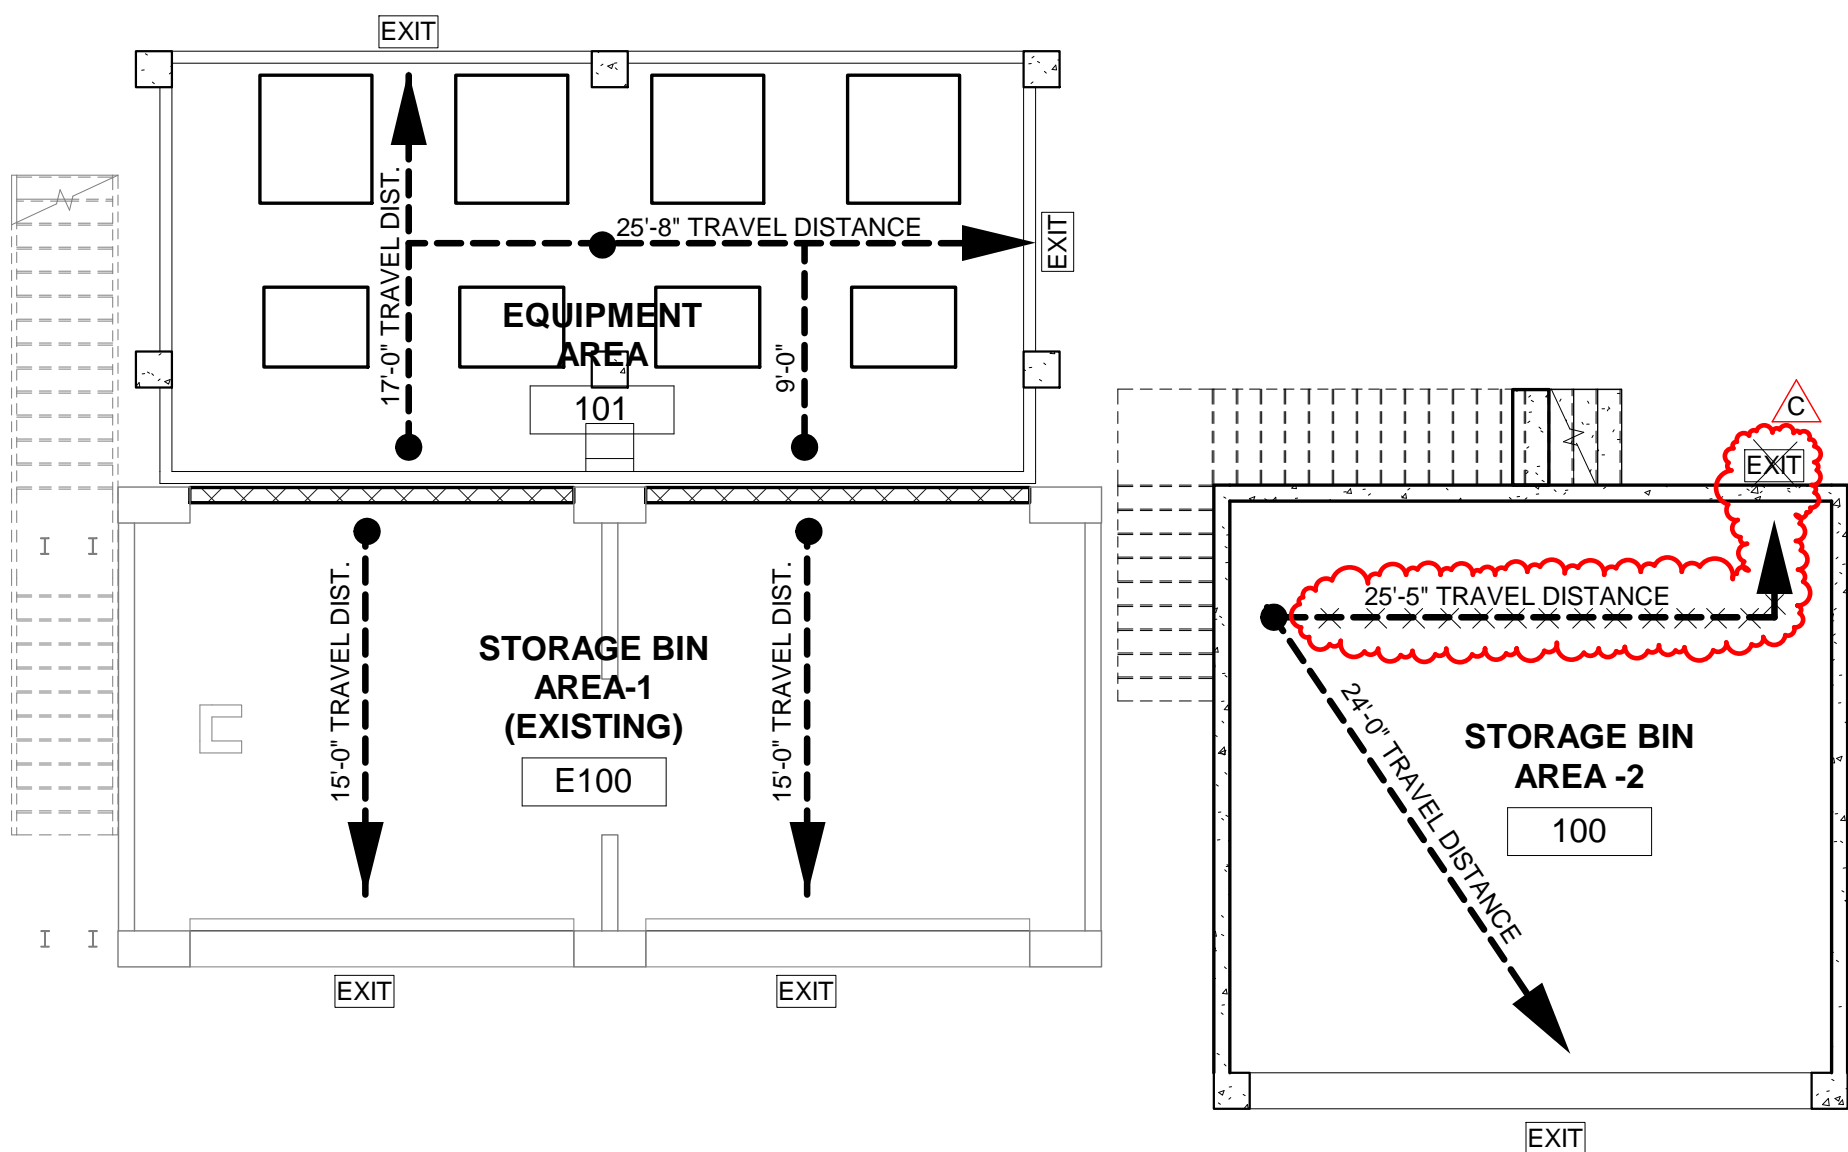 EXIT
17'-0" TRAVEL DIST.
25'-8" TRAVEL DISTANCE
EXIT
EQUIPMENT
AREA
101
9'-0"
15'-0" TRAVEL DIST.
STORAGE BIN
AREA-1
(EXISTING)
E100
15'-0" TRAVEL DIST.
EXIT
EXIT
C
EXIT
25'-5" TRAVEL DISTANCE
24'-0" TRAVEL DISTANCE
STORAGE BIN
AREA -2
100
EXIT